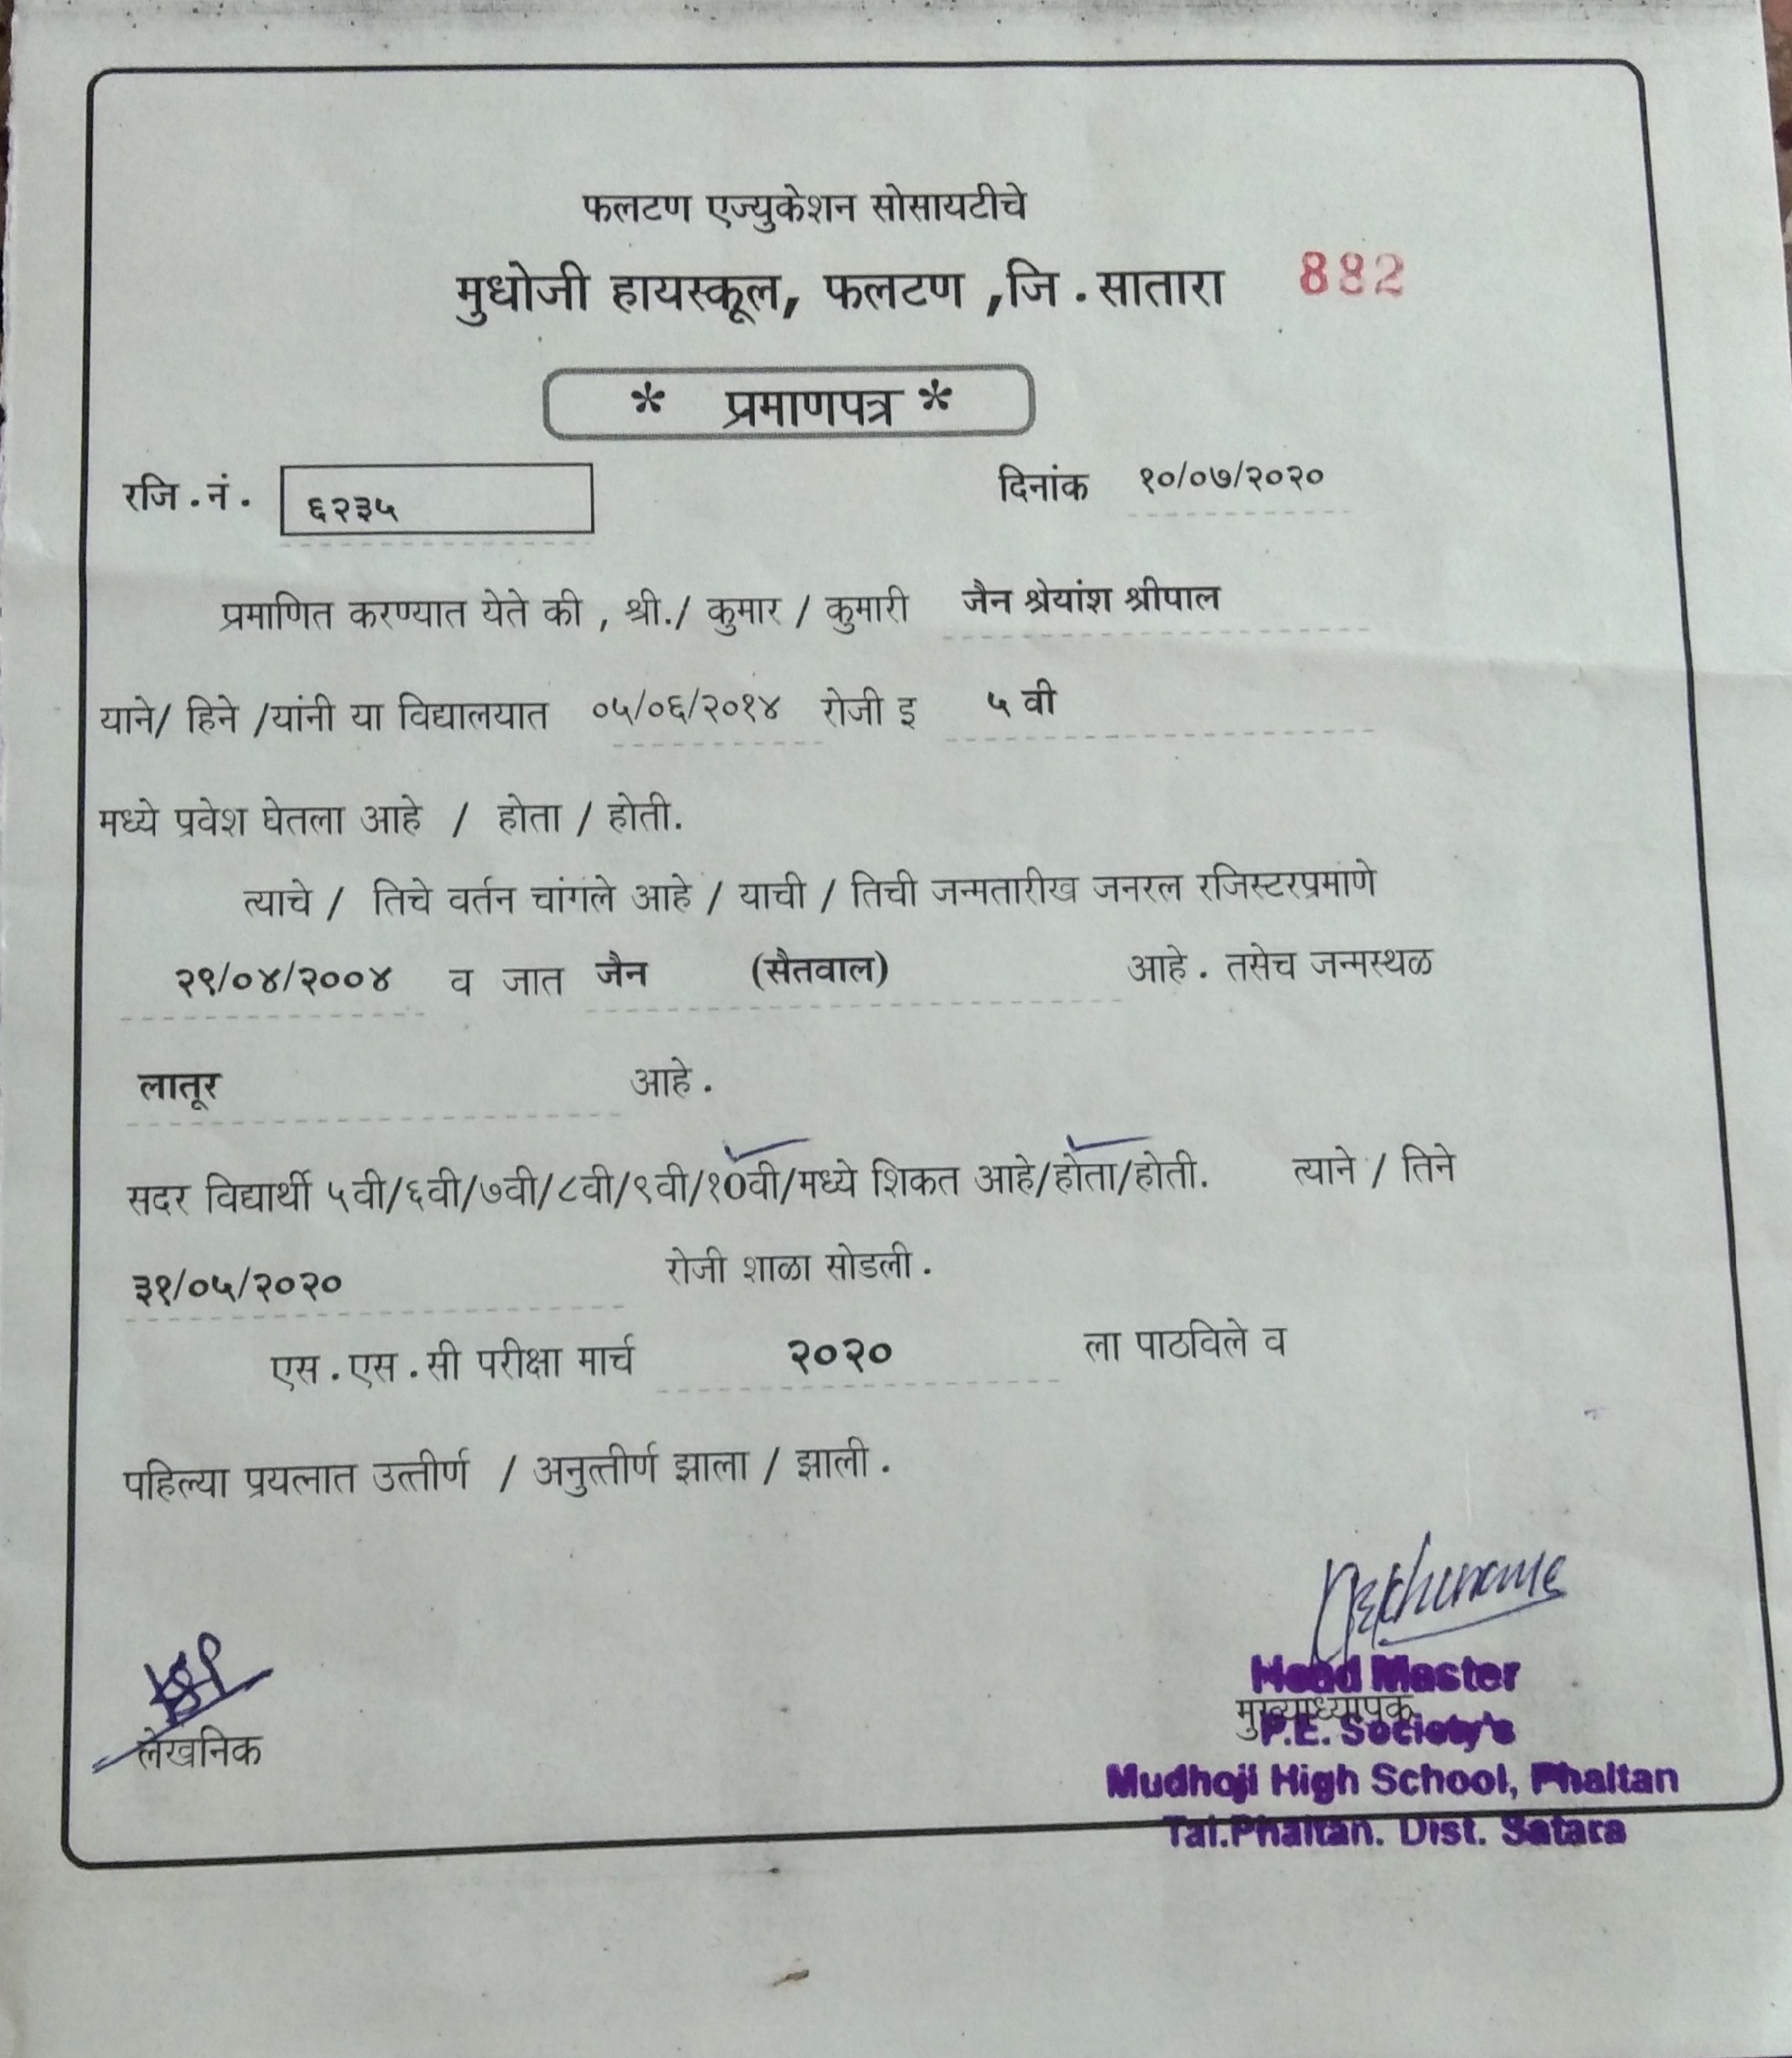 फलटण एज्युकेशन सोसायटीचे
मुधोजी हायस्कूल, फलटण ,जि . सातारा 882
* प्रमाणपत्र *
रजि . नं . ६२३५ दिनांक १०/०७/२०२०
प्रमाणित करण्यात येते की , श्री./ कुमार / कुमारी जैन श्रेयांश श्रीपाल
याने/ हिने /यांनी या विद्यालयात ०५/०६/२०१४ रोजी इ ५ वी
मध्ये प्रवेश घेतला आहे / होता / होती.
त्याचे / तिचे वर्तन चांगले आहे / याची / तिची जन्मतारीख जनरल रजिस्टरप्रमाणे
२९/०४/२००४ व जात जैन (सैतवाल) आहे . तसेच जन्मस्थळ
लातूर आहे .
सदर विद्यार्थी ५वी/६वी/७वी/८वी/९वी/१0वी/मध्ये शिकत आहे/होता/होती. त्याने / तिने
३१/०५/२०२० रोजी शाळा सोडली .
एस . एस . सी परीक्षा मार्च २०२० ला पाठविले व
पहिल्या प्रयत्नात उत्तीर्ण / अनुत्तीर्ण झाला / झाली .
लेखनिक
Head Master
मुख्याध्यापक
P.E. Society's
Mudhoji High School, Phaltan
Tal.Phaltan. Dist. Satara